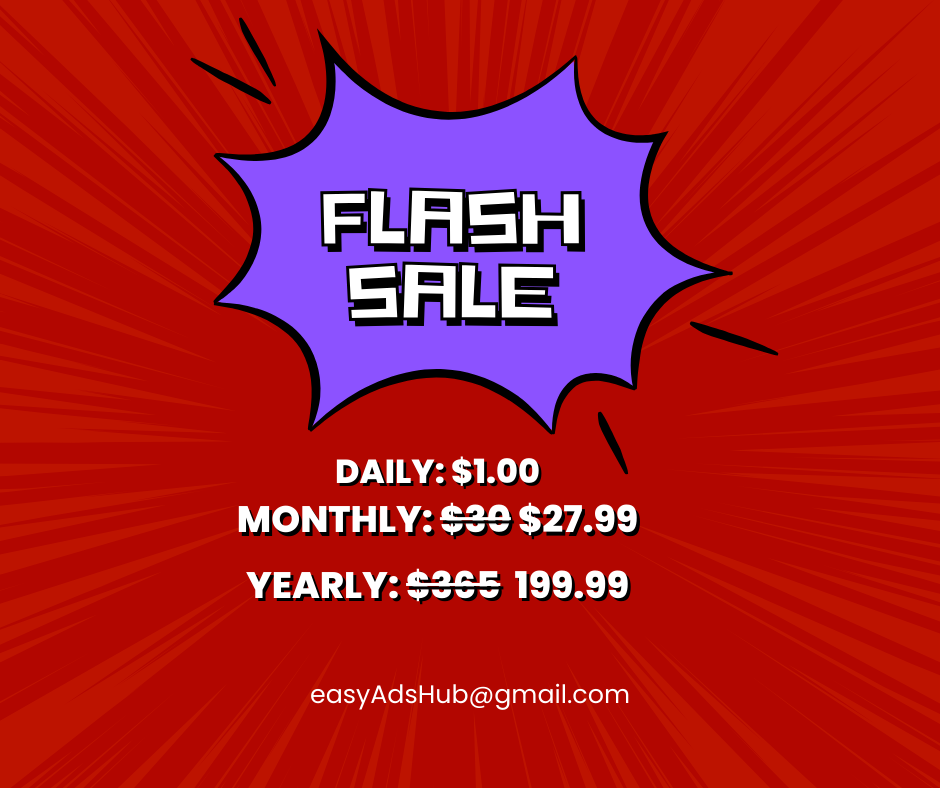 FLASH
SALE
DAILY: $1.00
MONTHLY: $30 $27.99
YEARLY: $365 199.99
easyAdsHub@gmail.com